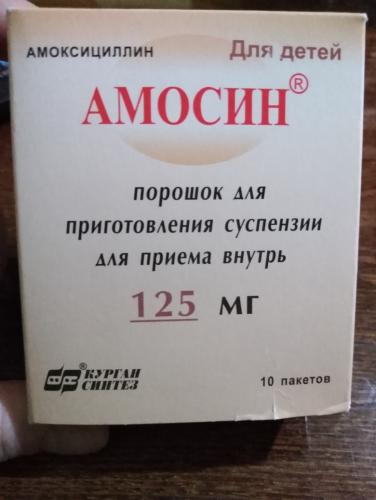 АМОКСИЦИЛЛИН
Для детей
АМОСИН®
порошок для
приготовления суспензии
для приема внутрь
125 мг
®КУРГАН
СИНТЕЗ
10 пакетов